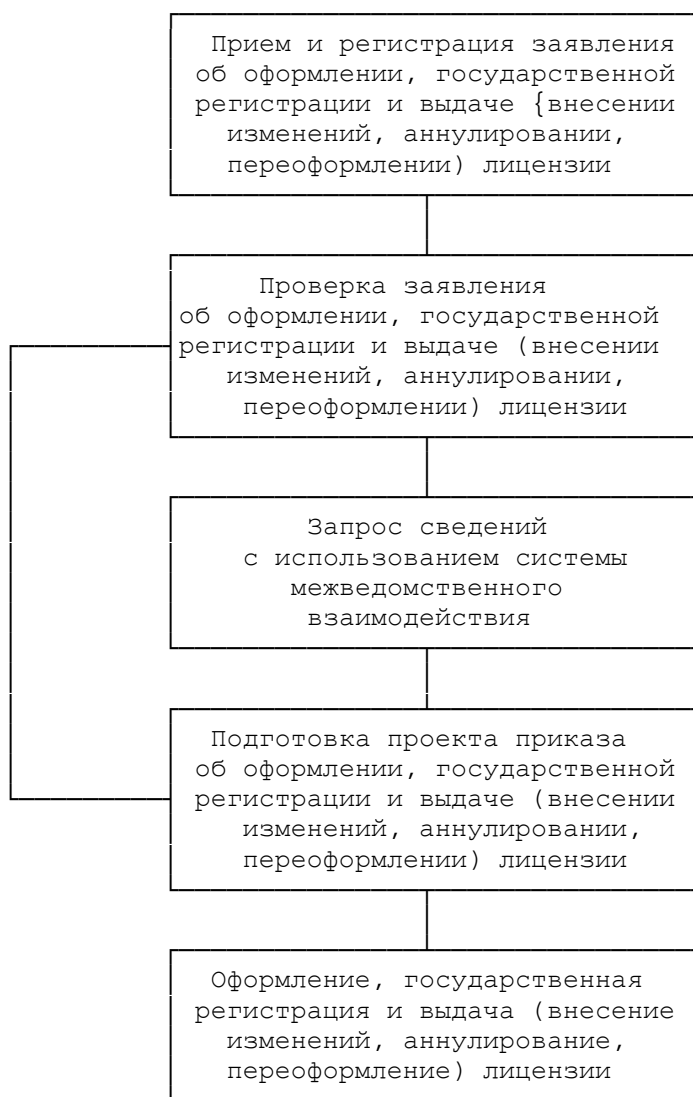 Прием и регистрация заявления
об оформлении, государственной
регистрации и выдаче {внесении
изменений, аннулировании,
переоформлении) лицензии
Проверка заявления
об оформлении, государственной
регистрации и выдаче (внесении
изменений, аннулировании,
переоформлении) лицензии
Запрос сведений
с использованием системы
межведомственного
взаимодействия
Подготовка проекта приказа
об оформлении, государственной
регистрации и выдаче (внесении
изменений, аннулировании,
переоформлении) лицензии
Оформление, государственная
регистрация и выдача (внесение
изменений, аннулирование,
переоформление) лицензии